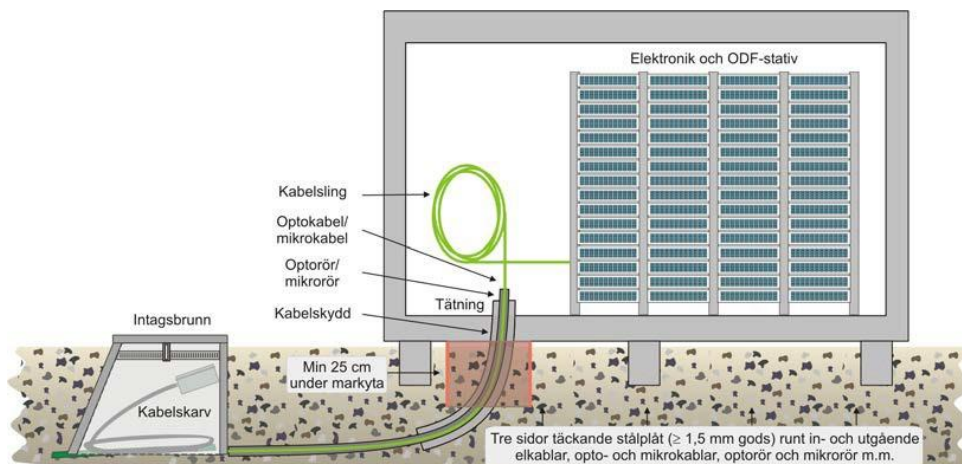 Elektronik och ODF-stativ
Kabelsling
Optokabel/
mikrokabel
Optorör/
mikrorör
Tätning
Kabelskydd
Intagsbrunn
Min 25 cm
under markyta
Kabelskarv
Tre sidor täckande stålplåt (≥ 1,5 mm gods) runt in- och utgående
elkablar, opto- och mikrokablar, optorör och mikrorör m.m.